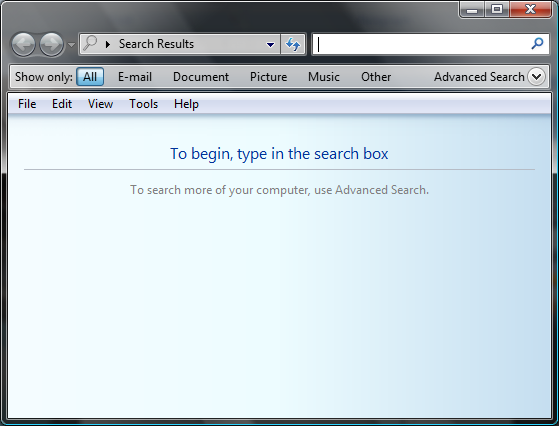 Search Results
Show only: All E-mail Document Picture Music Other Advanced Search
File Edit View Tools Help
To begin, type in the search box
To search more of your computer, use Advanced Search.